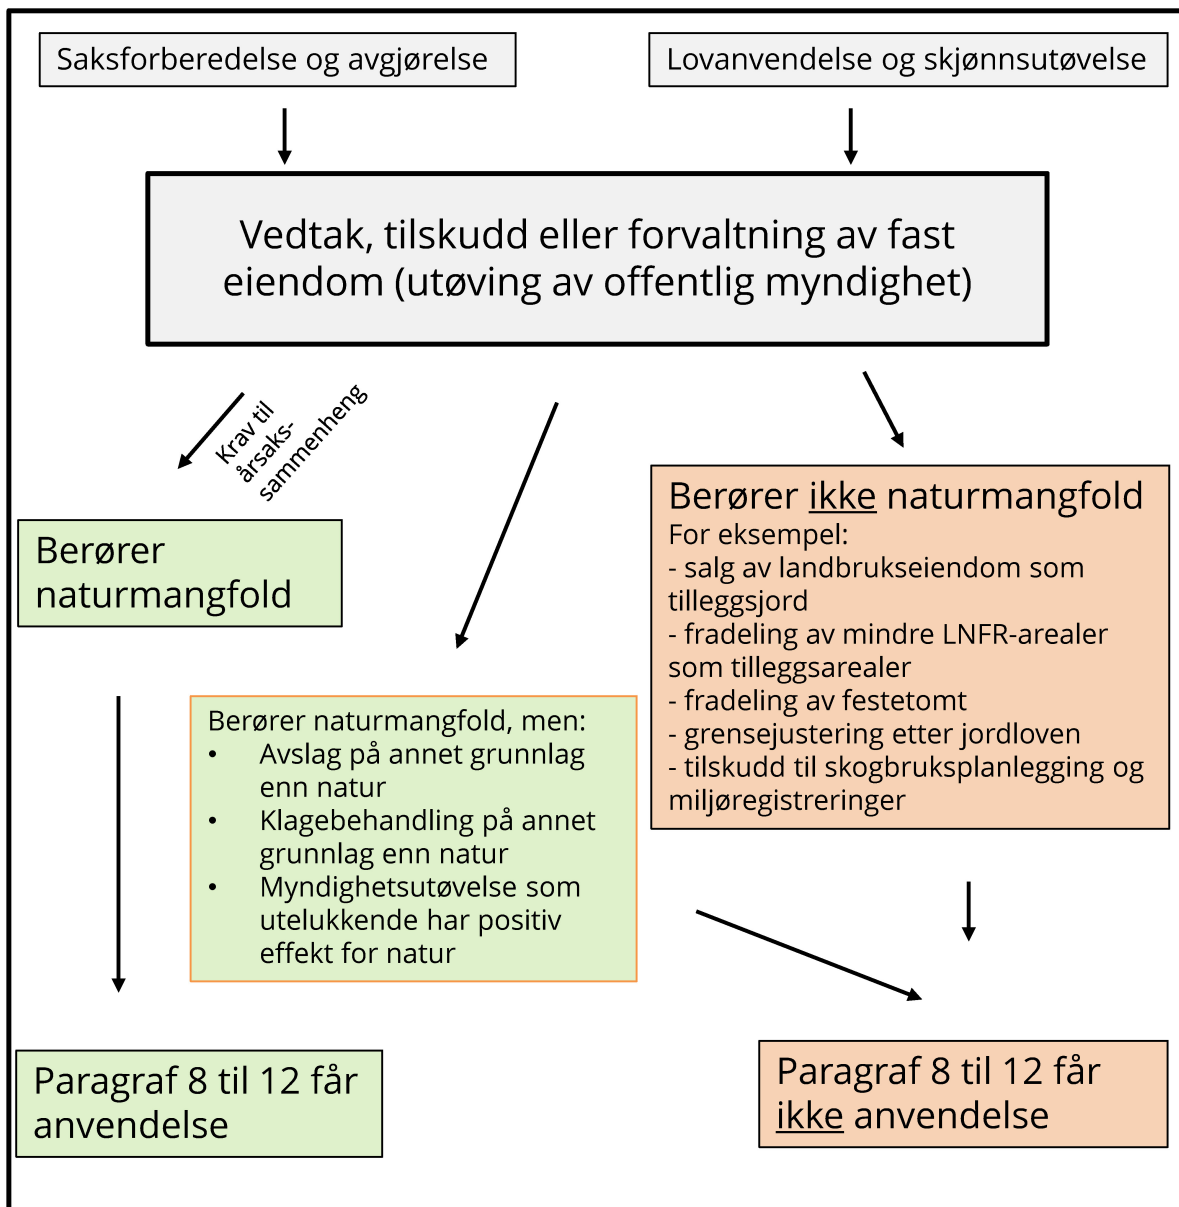 Saksforberedelse og avgjørelse
Lovanvendelse og skjønnsutøvelse
Vedtak, tilskudd eller forvaltning av fast
eiendom (utøving av offentlig myndighet)
Krav til
årsaks-
sammenheng
Berører
naturmangfold
Berører naturmangfold, men:
• Avslag på annet grunnlag
enn natur
• Klagebehandling på annet
grunnlag enn natur
• Myndighetsutøvelse som
utelukkende har positiv
effekt for natur
Berører ikke naturmangfold
For eksempel:
- salg av landbrukseiendom som
tilleggsjord
- fradeling av mindre LNFR-arealer
som tilleggsarealer
- fradeling av festetomt
- grensejustering etter jordloven
- tilskudd til skogbruksplanlegging og
miljøregistreringer
Paragraf 8 til 12 får
anvendelse
Paragraf 8 til 12 får
ikke anvendelse